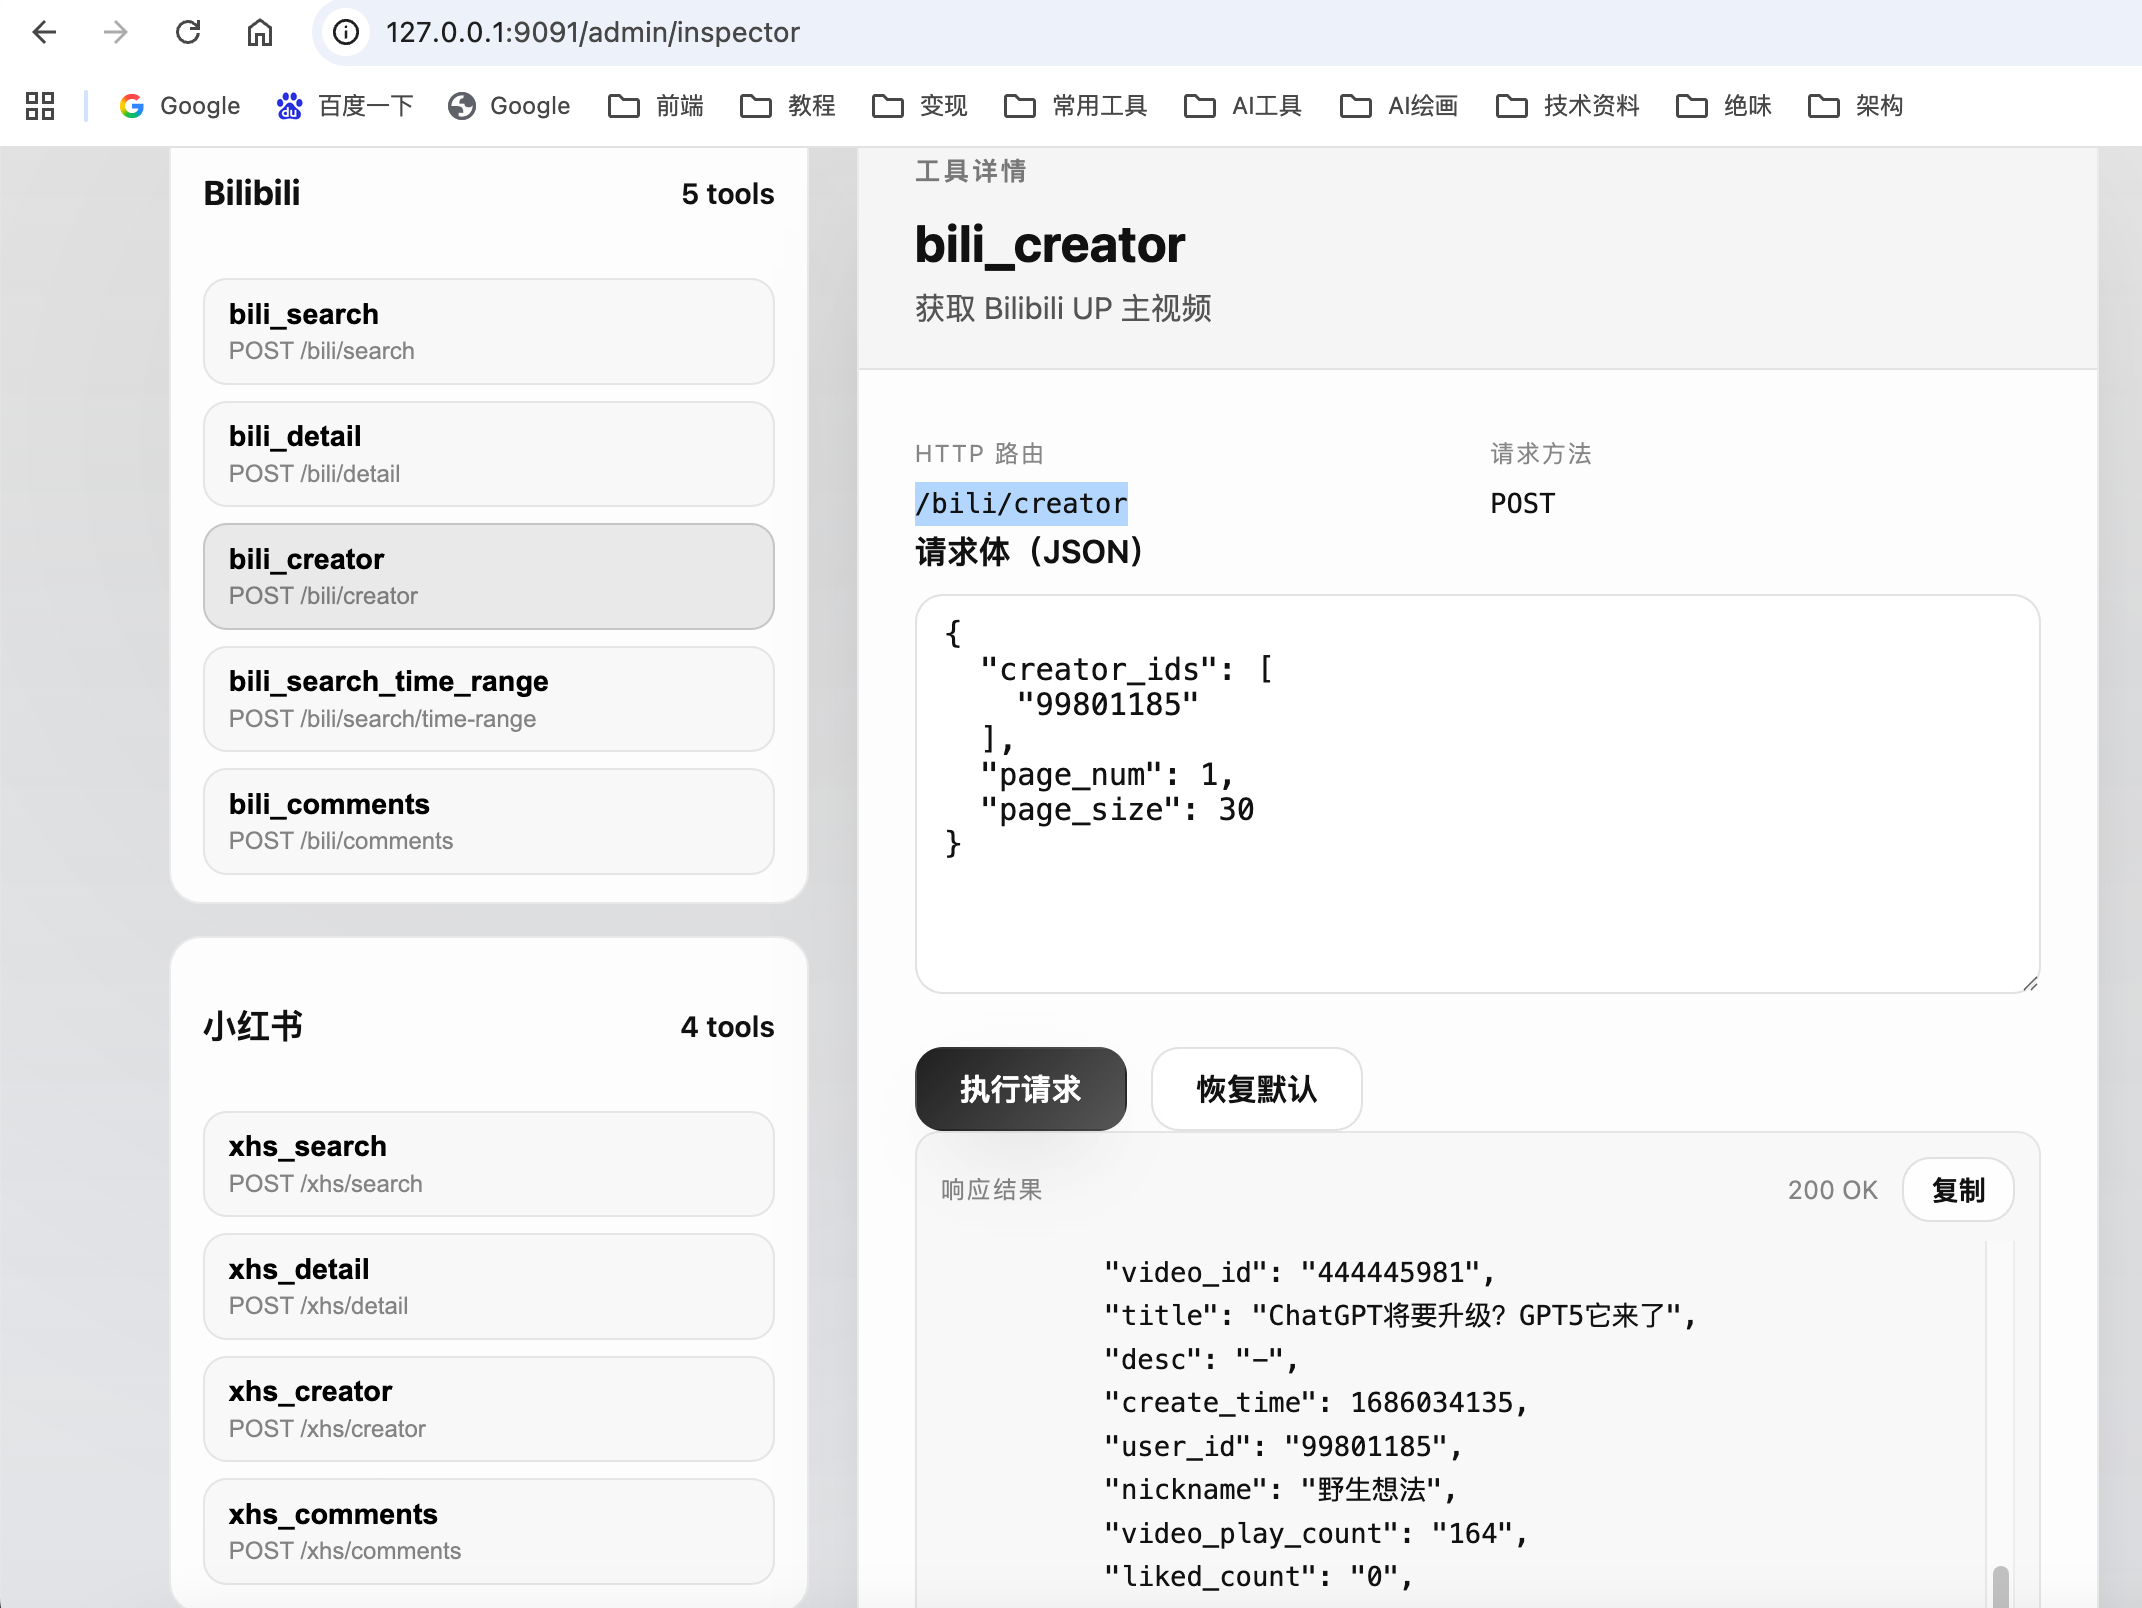 127.0.0.1:9091/admin/inspector
Google 百度一下 Google 前端 教程 变现 常用工具 AI工具 AI绘画 技术资料 绝味 架构
Bilibili 5 tools
bili_search
POST /bili/search
bili_detail
POST /bili/detail
bili_creator
POST /bili/creator
bili_search_time_range
POST /bili/search/time-range
bili_comments
POST /bili/comments
小红书 4 tools
xhs_search
POST /xhs/search
xhs_detail
POST /xhs/detail
xhs_creator
POST /xhs/creator
xhs_comments
POST /xhs/comments
工具详情
bili_creator
获取 Bilibili UP 主视频
HTTP 路由 请求方法
/bili/creator POST
请求体（JSON）
{
  "creator_ids": [
    "99801185"
  ],
  "page_num": 1,
  "page_size": 30
}
执行请求 恢复默认
响应结果 200 OK 复制
"video_id": "444445981",
"title": "ChatGPT将要升级？GPT5它来了",
"desc": "-",
"create_time": 1686034135,
"user_id": "99801185",
"nickname": "野生想法",
"video_play_count": "164",
"liked_count": "0",